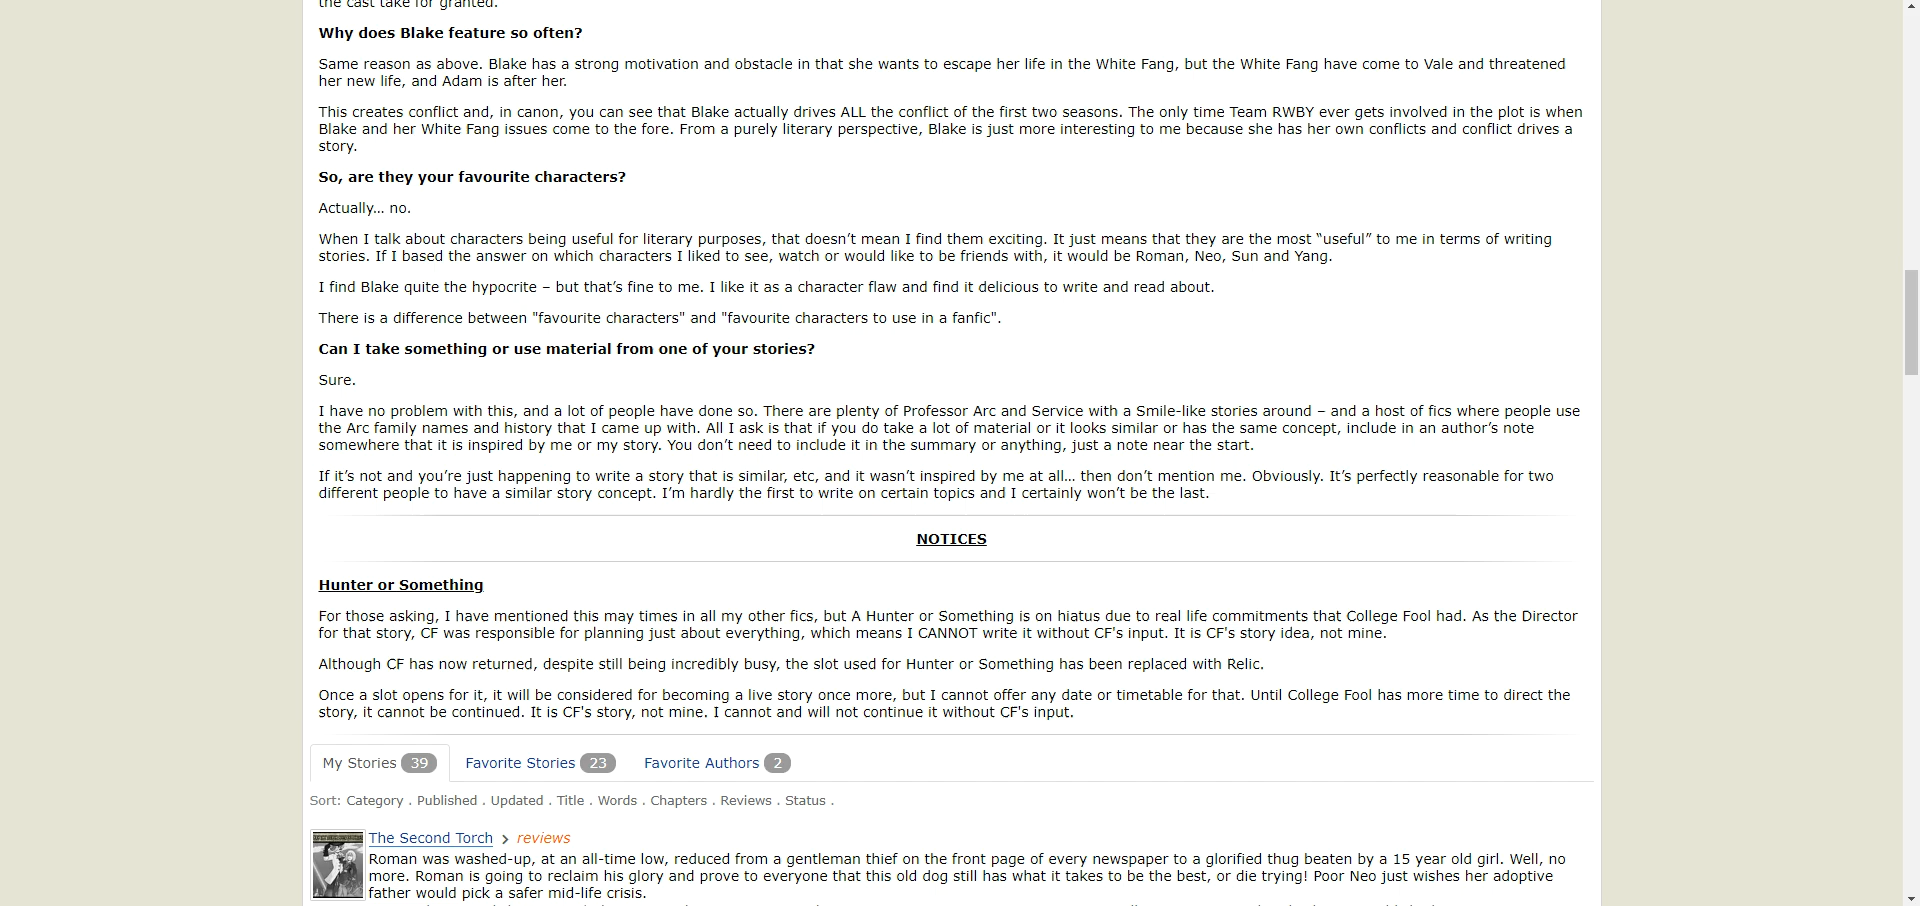 the cast take for granted.
Why does Blake feature so often?
Same reason as above. Blake has a strong motivation and obstacle in that she wants to escape her life in the White Fang, but the White Fang have come to Vale and threatened
her new life, and Adam is after her.
This creates conflict and, in canon, you can see that Blake actually drives ALL the conflict of the first two seasons. The only time Team RWBY ever gets involved in the plot is when
Blake and her White Fang issues come to the fore. From a purely literary perspective, Blake is just more interesting to me because she has her own conflicts and conflict drives a
story.
So, are they your favourite characters?
Actually… no.
When I talk about characters being useful for literary purposes, that doesn’t mean I find them exciting. It just means that they are the most “useful” to me in terms of writing
stories. If I based the answer on which characters I liked to see, watch or would like to be friends with, it would be Roman, Neo, Sun and Yang.
I find Blake quite the hypocrite – but that’s fine to me. I like it as a character flaw and find it delicious to write and read about.
There is a difference between "favourite characters" and "favourite characters to use in a fanfic".
Can I take something or use material from one of your stories?
Sure.
I have no problem with this, and a lot of people have done so. There are plenty of Professor Arc and Service with a Smile-like stories around – and a host of fics where people use
the Arc family names and history that I came up with. All I ask is that if you do take a lot of material or it looks similar or has the same concept, include in an author’s note
somewhere that it is inspired by me or my story. You don’t need to include it in the summary or anything, just a note near the start.
If it’s not and you’re just happening to write a story that is similar, etc, and it wasn’t inspired by me at all… then don’t mention me. Obviously. It’s perfectly reasonable for two
different people to have a similar story concept. I’m hardly the first to write on certain topics and I certainly won’t be the last.
NOTICES
Hunter or Something
For those asking, I have mentioned this may times in all my other fics, but A Hunter or Something is on hiatus due to real life commitments that College Fool had. As the Director
for that story, CF was responsible for planning just about everything, which means I CANNOT write it without CF's input. It is CF's story idea, not mine.
Although CF has now returned, despite still being incredibly busy, the slot used for Hunter or Something has been replaced with Relic.
Once a slot opens for it, it will be considered for becoming a live story once more, but I cannot offer any date or timetable for that. Until College Fool has more time to direct the
story, it cannot be continued. It is CF's story, not mine. I cannot and will not continue it without CF's input.
My Stories 39 Favorite Stories 23 Favorite Authors 2
Sort: Category . Published . Updated . Title . Words . Chapters . Reviews . Status .
The Second Torch > reviews
Roman was washed-up, at an all-time low, reduced from a gentleman thief on the front page of every newspaper to a glorified thug beaten by a 15 year old girl. Well, no
more. Roman is going to reclaim his glory and prove to everyone that this old dog still has what it takes to be the best, or die trying! Poor Neo just wishes her adoptive
father would pick a safer mid-life crisis.